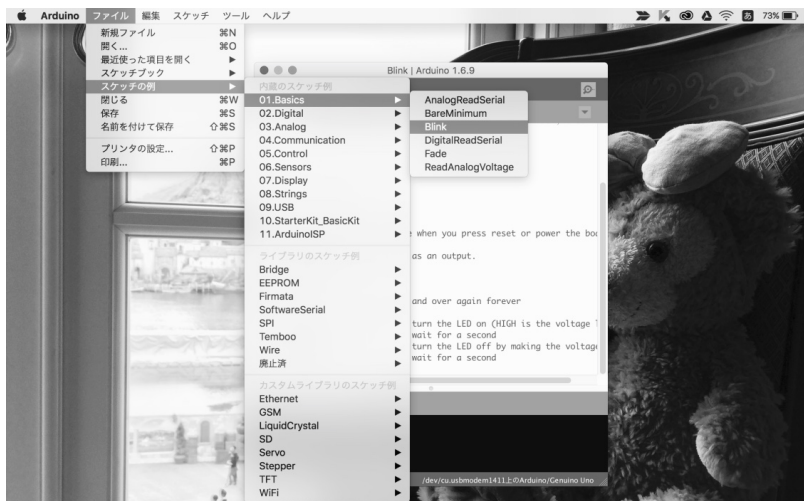 Arduino ファイル 編集 スケッチ ツール ヘルプ あ 73%
新規ファイル ⌘N
開く... ⌘O
最近使った項目を開く ▶
スケッチブック ▶
スケッチの例 ▶
閉じる ⌘W
保存 ⌘S
名前を付けて保存 ⇧⌘S
プリンタの設定... ⇧⌘P
印刷... ⌘P
Blink | Arduino 1.6.9
内蔵のスケッチ例
01.Basics ▶
02.Digital ▶
03.Analog ▶
04.Communication ▶
05.Control ▶
06.Sensors ▶
07.Display ▶
08.Strings ▶
09.USB ▶
10.StarterKit_BasicKit ▶
11.ArduinoISP ▶
ライブラリのスケッチ例
Bridge ▶
EEPROM ▶
Firmata ▶
SoftwareSerial ▶
SPI ▶
Temboo ▶
Wire ▶
廃止済 ▶
カスタムライブラリのスケッチ例
Ethernet ▶
GSM ▶
LiquidCrystal ▶
SD ▶
Servo ▶
Stepper ▶
TFT ▶
WiFi ▶
AnalogReadSerial
BareMinimum
Blink
DigitalReadSerial
Fade
ReadAnalogVoltage
when you press reset or power the boa
as an output.
and over again forever
turn the LED on (HIGH is the voltage
wait for a second
turn the LED off by making the voltage
wait for a second
/dev/cu.usbmodem1411上のArduino/Genuino Uno